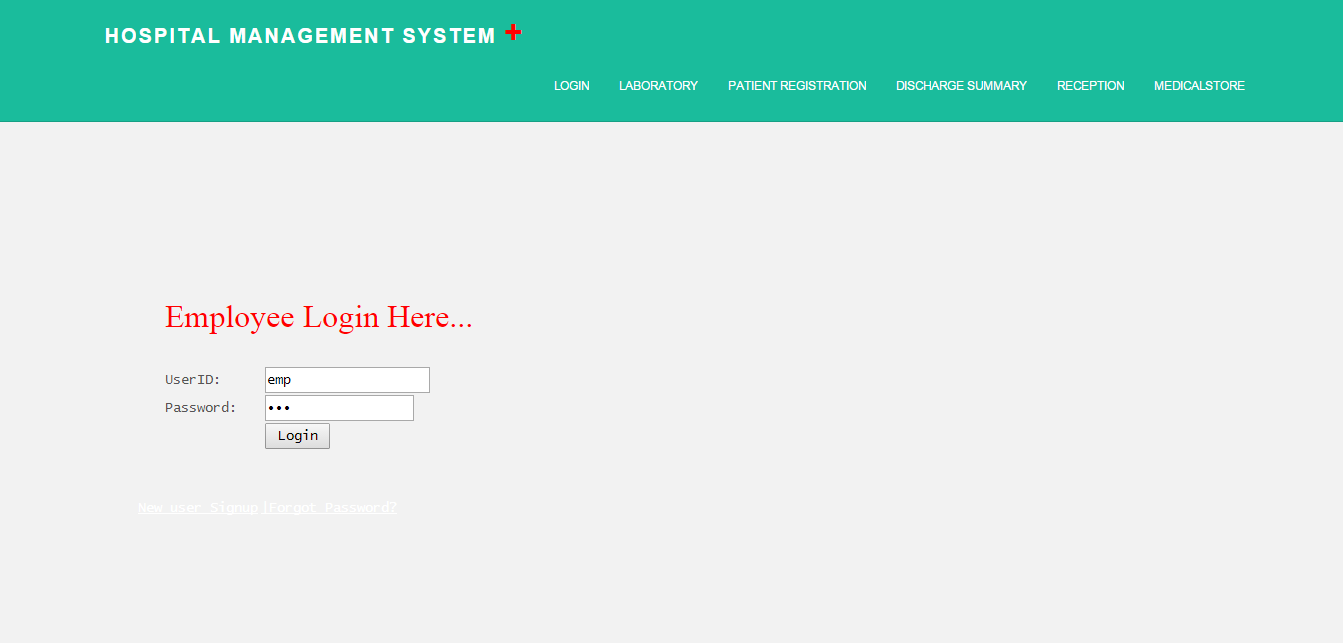 HOSPITAL MANAGEMENT SYSTEM +
LOGIN LABORATORY PATIENT REGISTRATION DISCHARGE SUMMARY RECEPTION MEDICALSTORE
Employee Login Here...
UserID: emp
Password: •••
Login
New user Signup |Forgot Password?